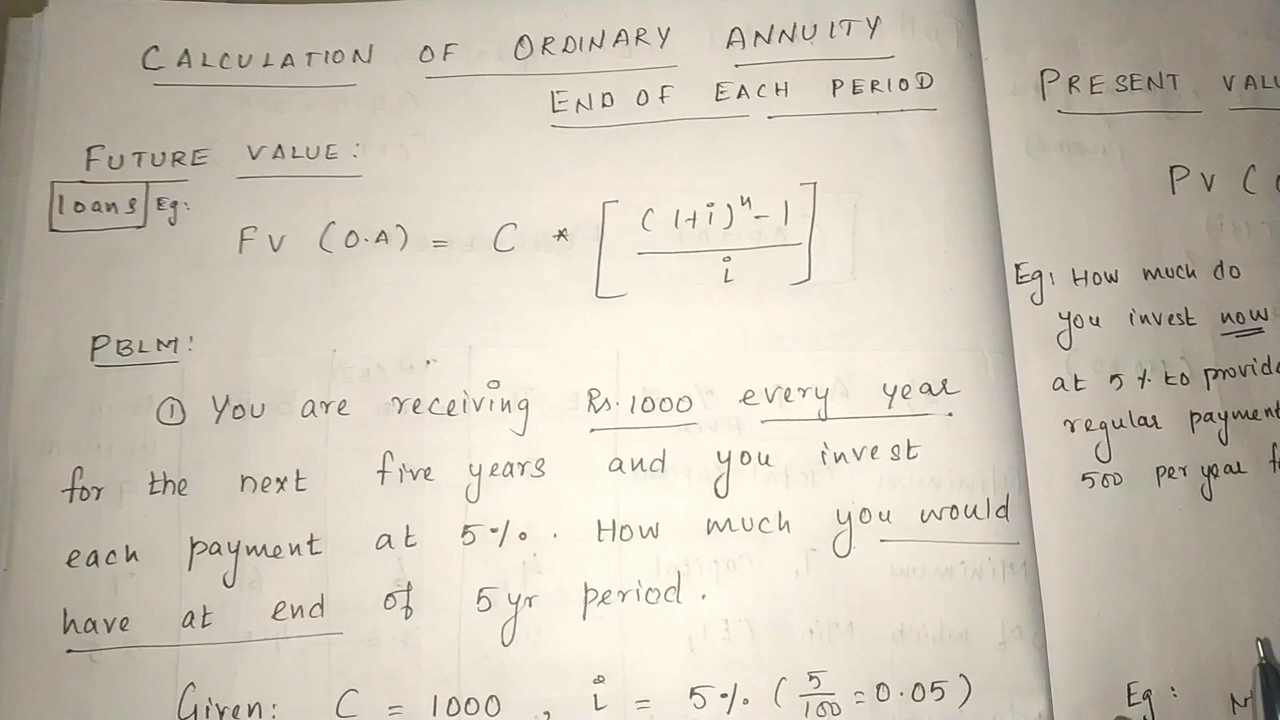 CALCULATION OF ORDINARY ANNUITY
END OF EACH PERIOD
FUTURE VALUE:
loans Eg:
FV (O.A) = C * [ (1+i)^n - 1 / i ]
PBLM:
① You are receiving Rs.1000 every year
for the next five years and you invest
each payment at 5%. How much you would
have at end of 5yr period.
Given: C = 1000, i = 5% (5/100 = 0.05)
PRESENT VAL
PV (
Eg: How much do
you invest now
at 5% to provide
regular payment
500 per year f
Eg: